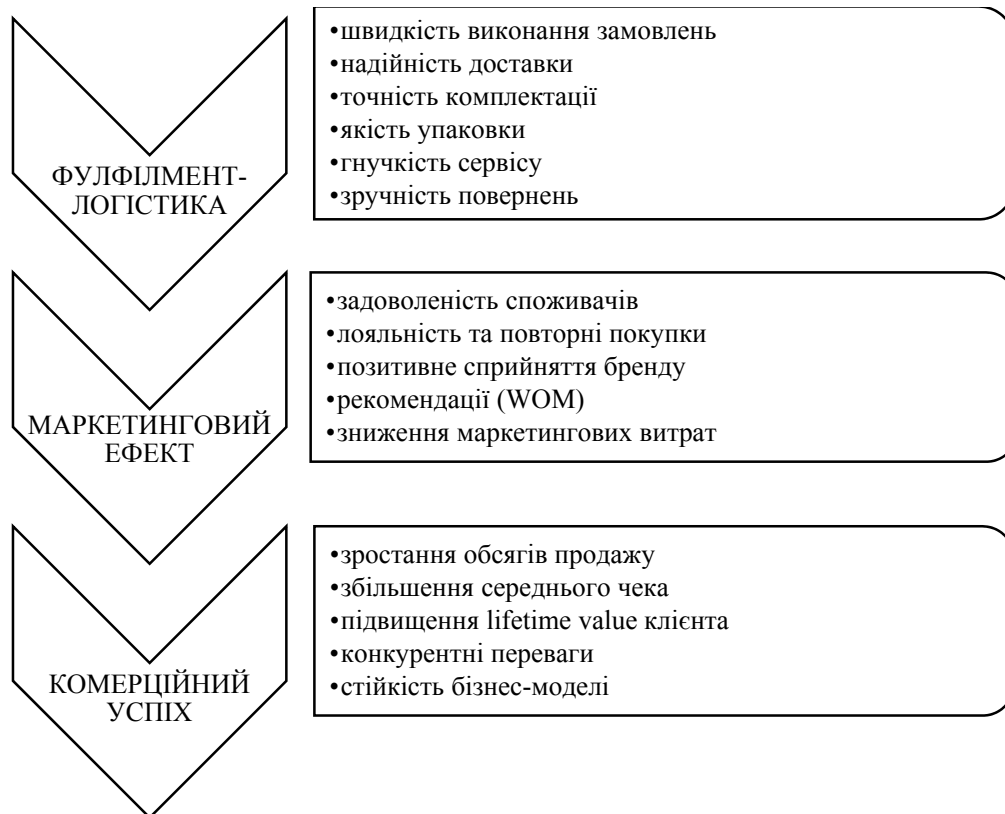 •швидкість виконання замовлень
•надійність доставки
•точність комплектації
•якість упаковки
•гнучкість сервісу
•зручність повернень
ФУЛФІЛМЕНТ-
ЛОГІСТИКА
•задоволеність споживачів
•лояльність та повторні покупки
•позитивне сприйняття бренду
•рекомендації (WOM)
•зниження маркетингових витрат
МАРКЕТИНГОВИЙ
ЕФЕКТ
•зростання обсягів продажу
•збільшення середнього чека
•підвищення lifetime value клієнта
•конкурентні переваги
•стійкість бізнес-моделі
КОМЕРЦІЙНИЙ
УСПІХ